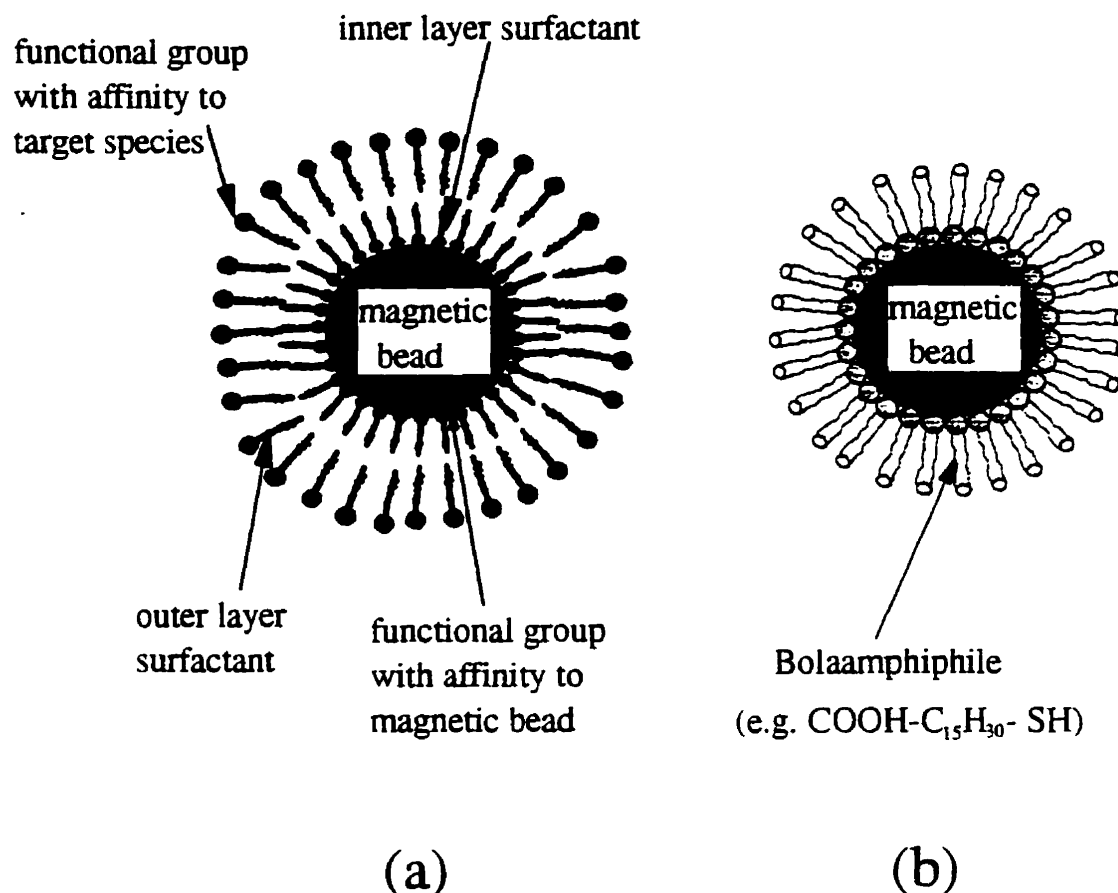 inner layer surfactant
functional group
with affinity to
target species
magnetic
bead
magnetic
bead
outer layer
surfactant
functional group
with affinity to
magnetic bead
Bolaamphiphile
(e.g. COOH-C₁₅H₃₀- SH)
(a)
(b)